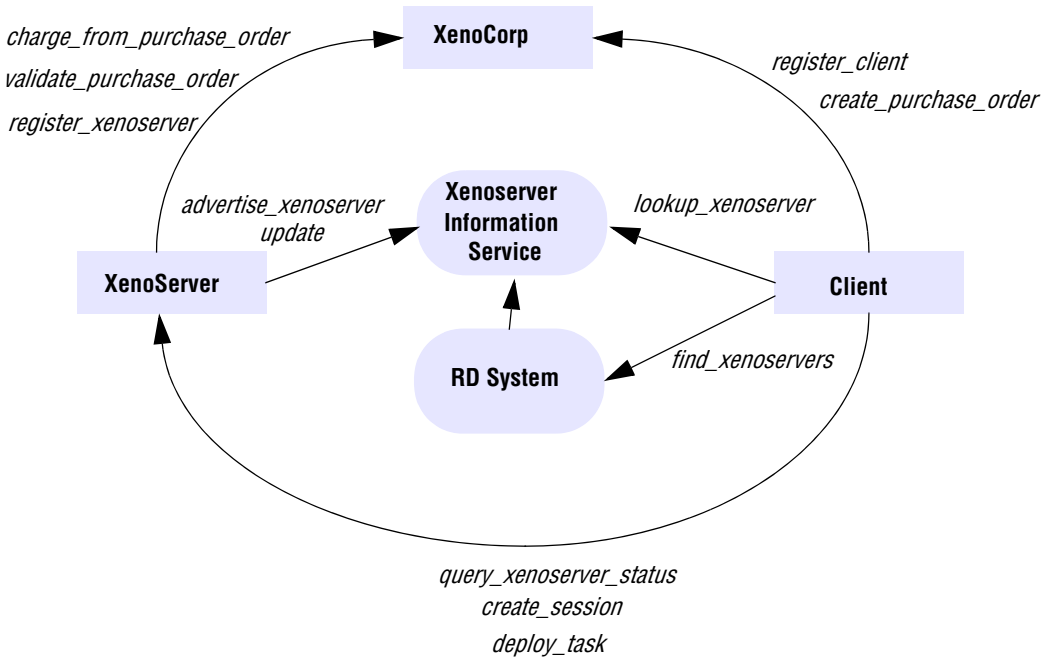 charge_from_purchase_order
validate_purchase_order
register_xenoserver
XenoCorp
register_client
create_purchase_order
advertise_xenoserver
update
Xenoserver
Information
Service
lookup_xenoserver
XenoServer
Client
RD System
find_xenoservers
query_xenoserver_status
create_session
deploy_task